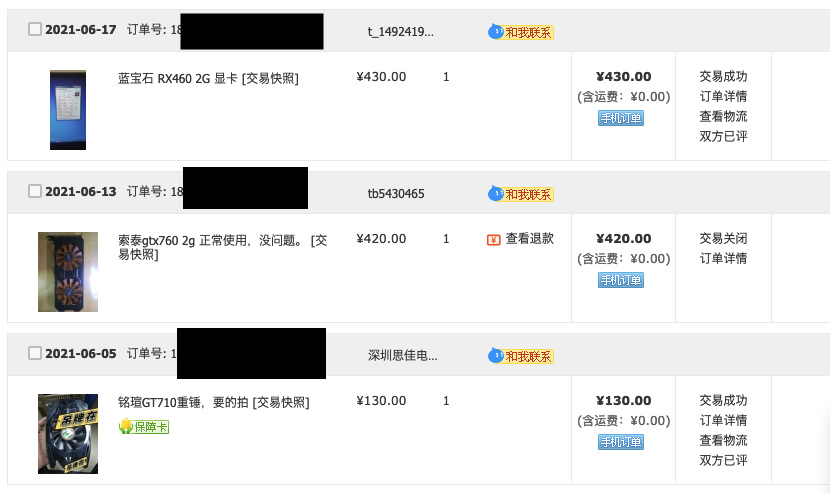 2021-06-17 订单号: 18 t_1492419... 和我联系
蓝宝石 RX460 2G 显卡 [交易快照] ¥430.00 1 ¥430.00 交易成功
(含运费: ¥0.00) 订单详情
手机订单 查看物流
双方已评
2021-06-13 订单号: 18 tb5430465 和我联系
索泰gtx760 2g 正常使用，没问题。 [交 ¥420.00 1 查看退款 ¥420.00 交易关闭
易快照] (含运费: ¥0.00) 订单详情
手机订单
2021-06-05 订单号: 1 深圳思佳电... 和我联系
铭瑄GT710重锤，要的拍 [交易快照] ¥130.00 1 ¥130.00 交易成功
保障卡 (含运费: ¥0.00) 订单详情
吊牌在 手机订单 查看物流
双方已评